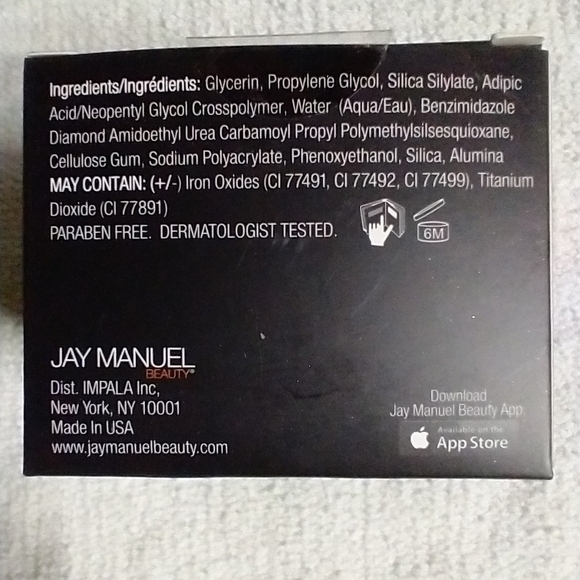 Ingredients/Ingrédients: Glycerin, Propylene Glycol, Silica Silylate, Adipic
Acid/Neopentyl Glycol Crosspolymer, Water (Aqua/Eau), Benzimidazole
Diamond Amidoethyl Urea Carbamoyl Propyl Polymethylsilsesquioxane,
Cellulose Gum, Sodium Polyacrylate, Phenoxyethanol, Silica, Alumina
MAY CONTAIN: (+/-) Iron Oxides (CI 77491, CI 77492, CI 77499), Titanium
Dioxide (CI 77891)
PARABEN FREE. DERMATOLOGIST TESTED.
6M
JAY MANUEL
BEAUTY®
Dist. IMPALA Inc,
New York, NY 10001
Made In USA
www.jaymanuelbeauty.com
Download
Jay Manuel Beauty App
Available on the
App Store